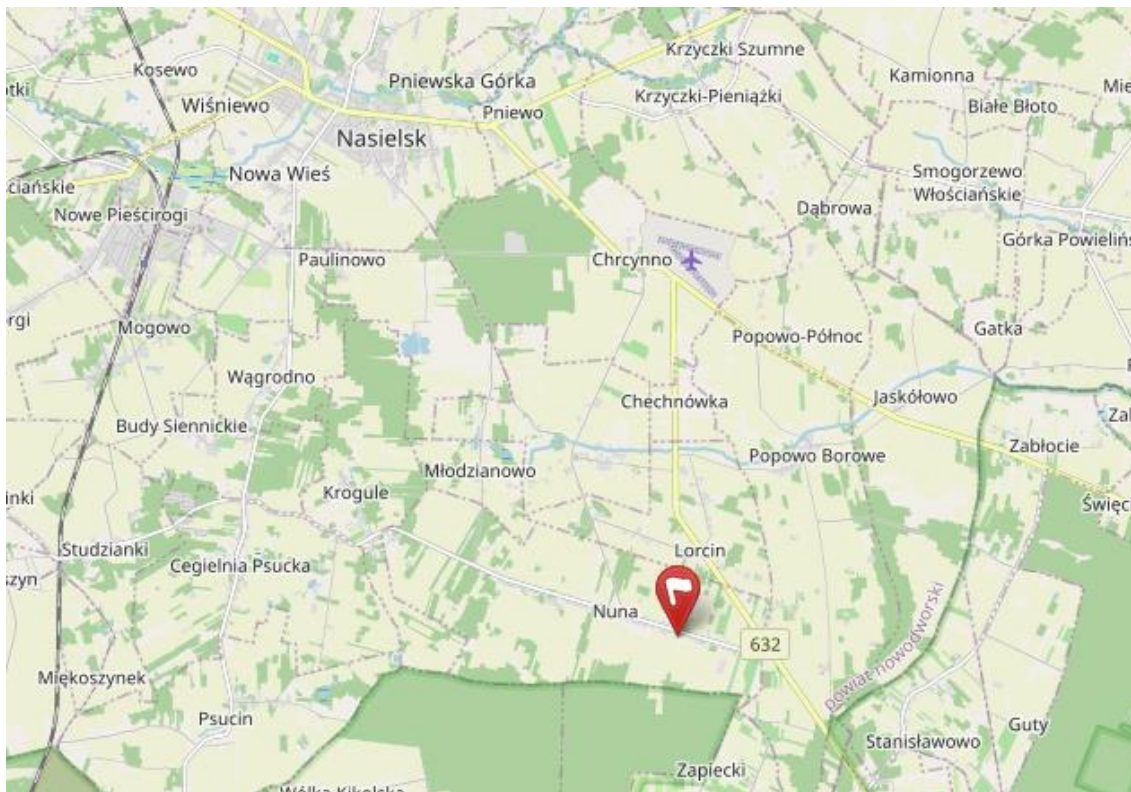 Krzyczki Szumne
Kosewo
Pniewska Górka
Kamionna
Wiśniewo
Krzyczki-Pieniążki
Białe Błoto
Pniewo
Nasielsk
Nowa Wieś
Smogorzewo
Włościańskie
Nowe Pieścirogi
Dąbrowa
Paulinowo
Chrcynno
Mogowo
Popowo-Północ
Gatka
Wągrodno
Chechnówka
Jaskółowo
Budy Siennickie
Zabłocie
Młodzianowo
Popowo Borowe
Krogule
Studzianki
Lorcin
Cegielnia Psucka
Nuna
632
powiat nowodworski
Miękoszynek
Psucin
Guty
Stanisławowo
Zapiecki